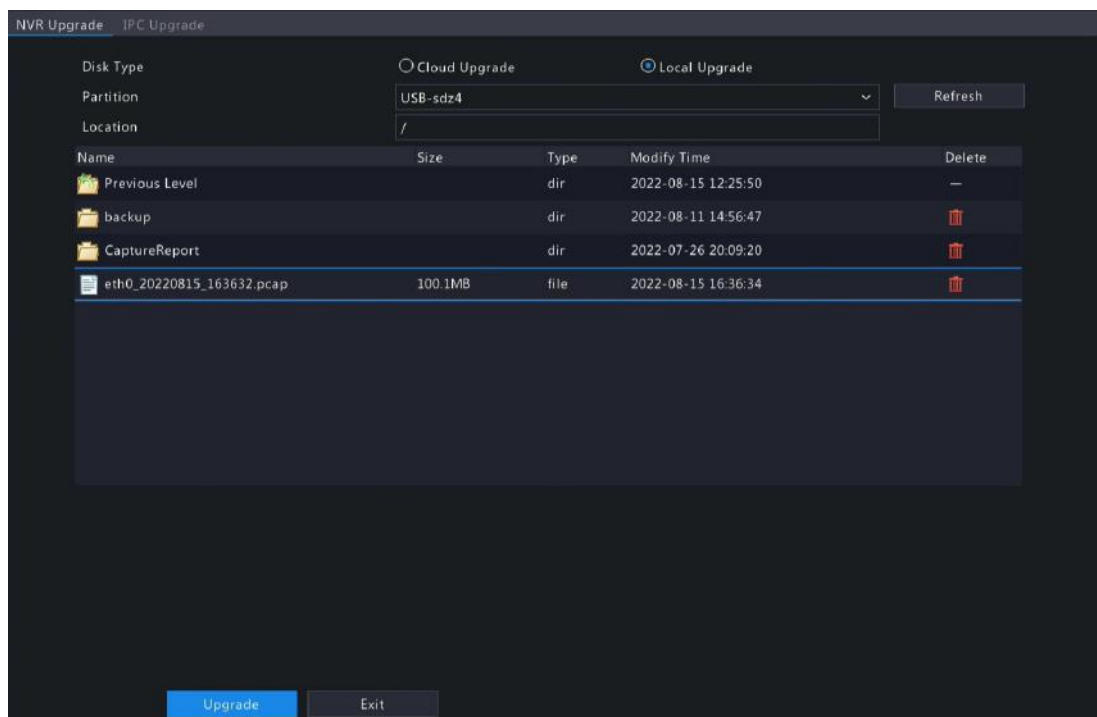 NVR Upgrade IPC Upgrade
Disk Type Cloud Upgrade Local Upgrade
Partition USB-sdz4 Refresh
Location /
Name Size Type Modify Time Delete
Previous Level dir 2022-08-15 12:25:50 —
backup dir 2022-08-11 14:56:47
CaptureReport dir 2022-07-26 20:09:20
eth0_20220815_163632.pcap 100.1MB file 2022-08-15 16:36:34
Upgrade Exit